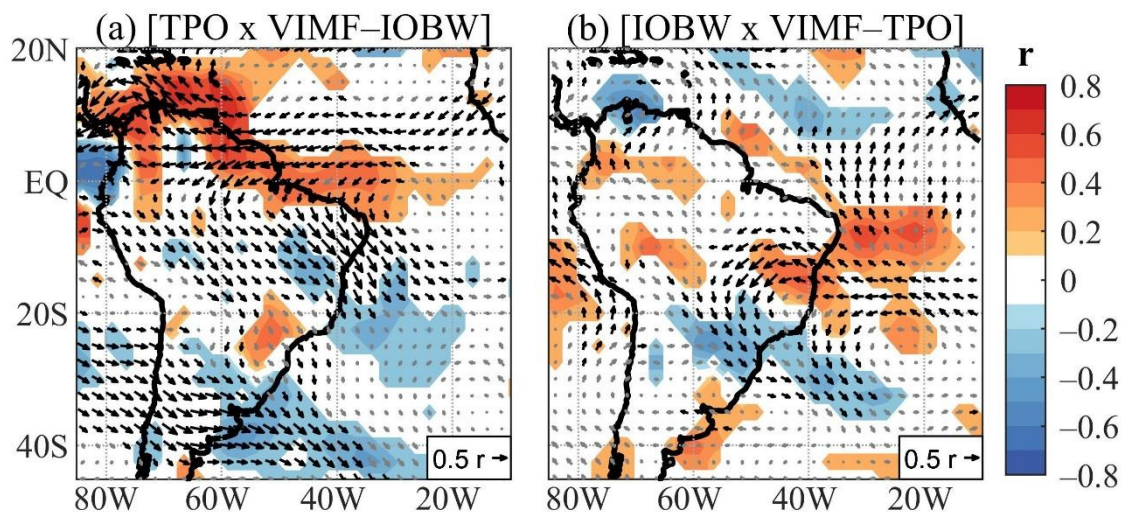 (a) [TPO x VIMF–IOBW]
(b) [IOBW x VIMF–TPO]
r
20N
EQ
20S
40S
80W
60W
40W
20W
0.5 r
80W
60W
40W
20W
0.5 r
0.8
0.6
0.4
0.2
0
–0.2
–0.4
–0.6
–0.8